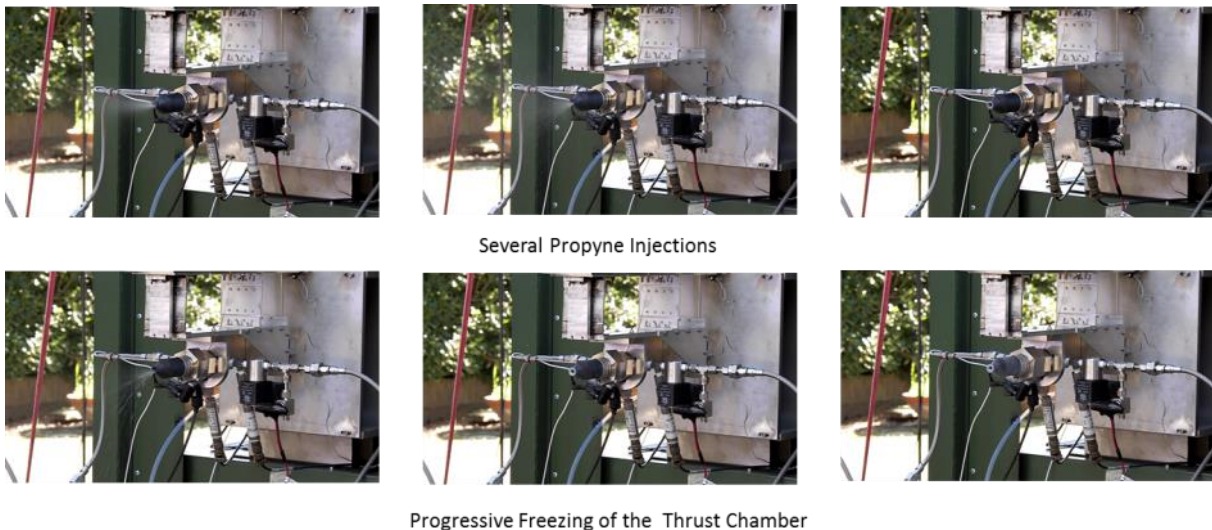 Several Propyne Injections
Progressive Freezing of the Thrust Chamber